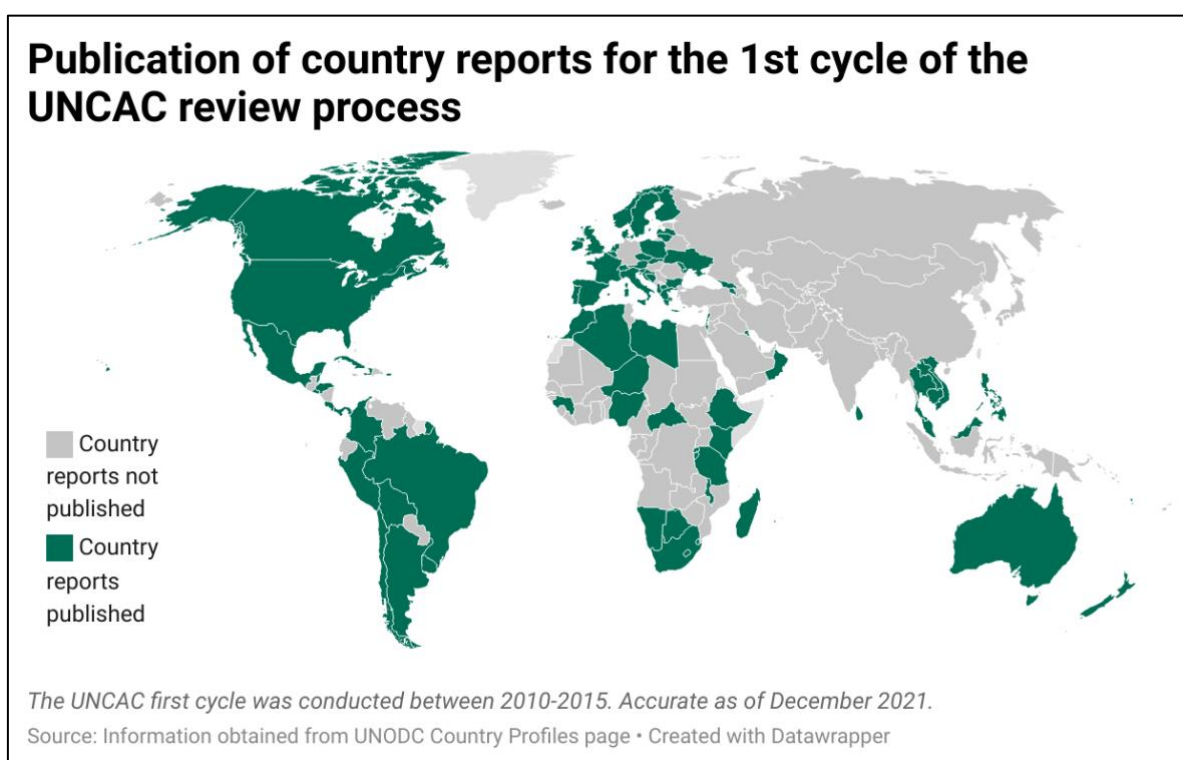 Publication of country reports for the 1st cycle of the
UNCAC review process
Country
reports not
published
Country
reports
published
The UNCAC first cycle was conducted between 2010-2015. Accurate as of December 2021.
Source: Information obtained from UNODC Country Profiles page • Created with Datawrapper